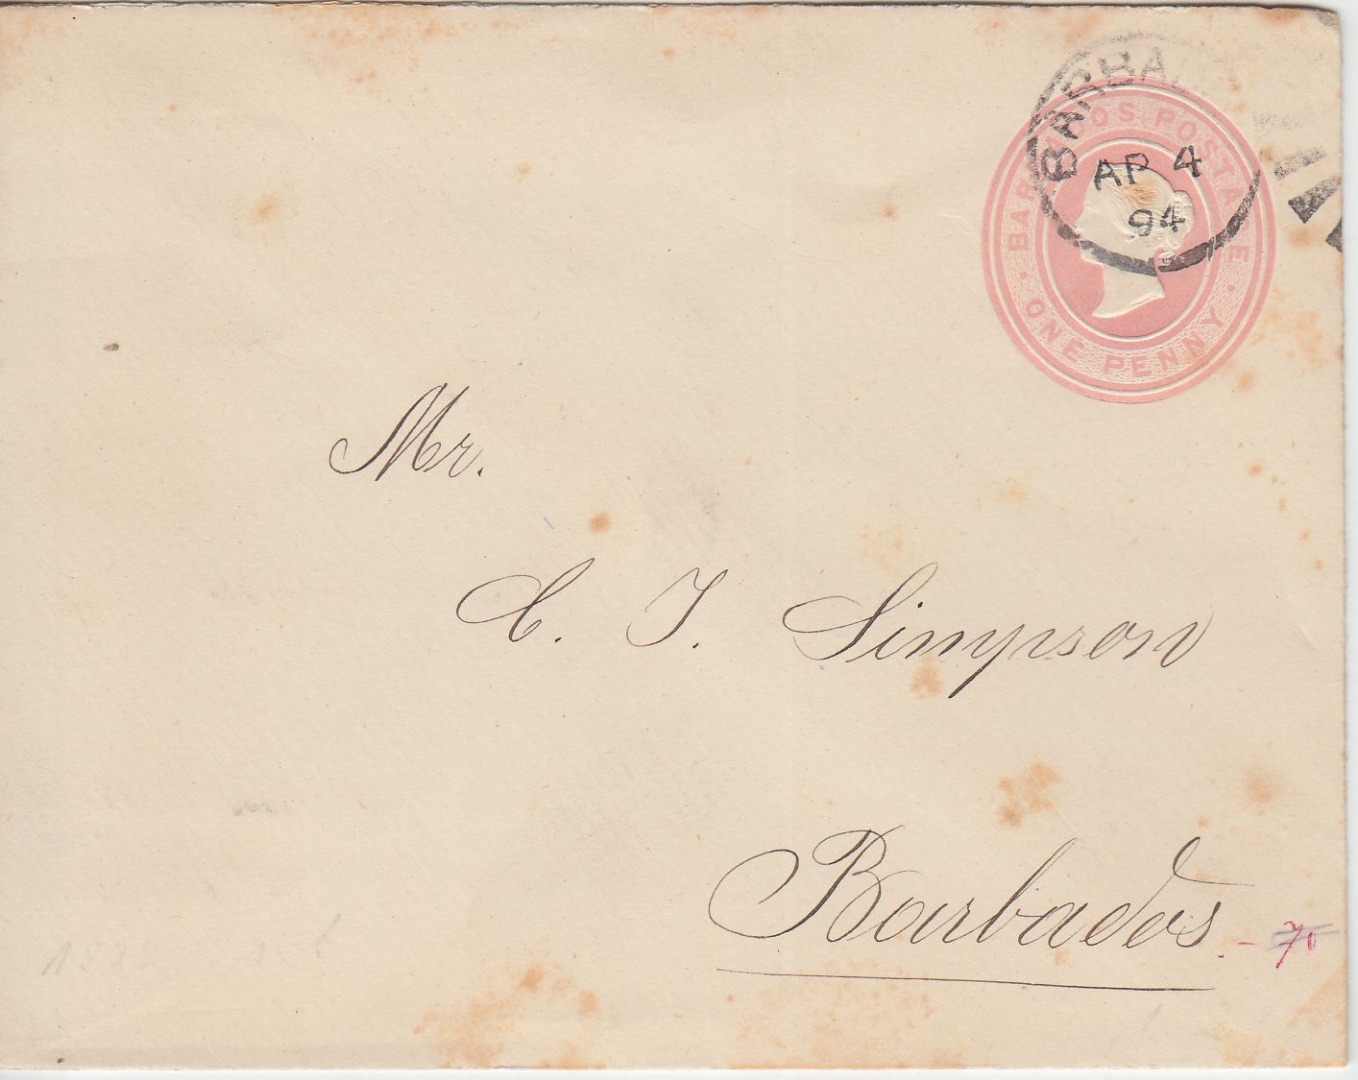 BARBA
AP 4
94
BARBADOS POSTAGE
· ONE PENNY ·
Mr.
C. J. Simpson
Barbados.